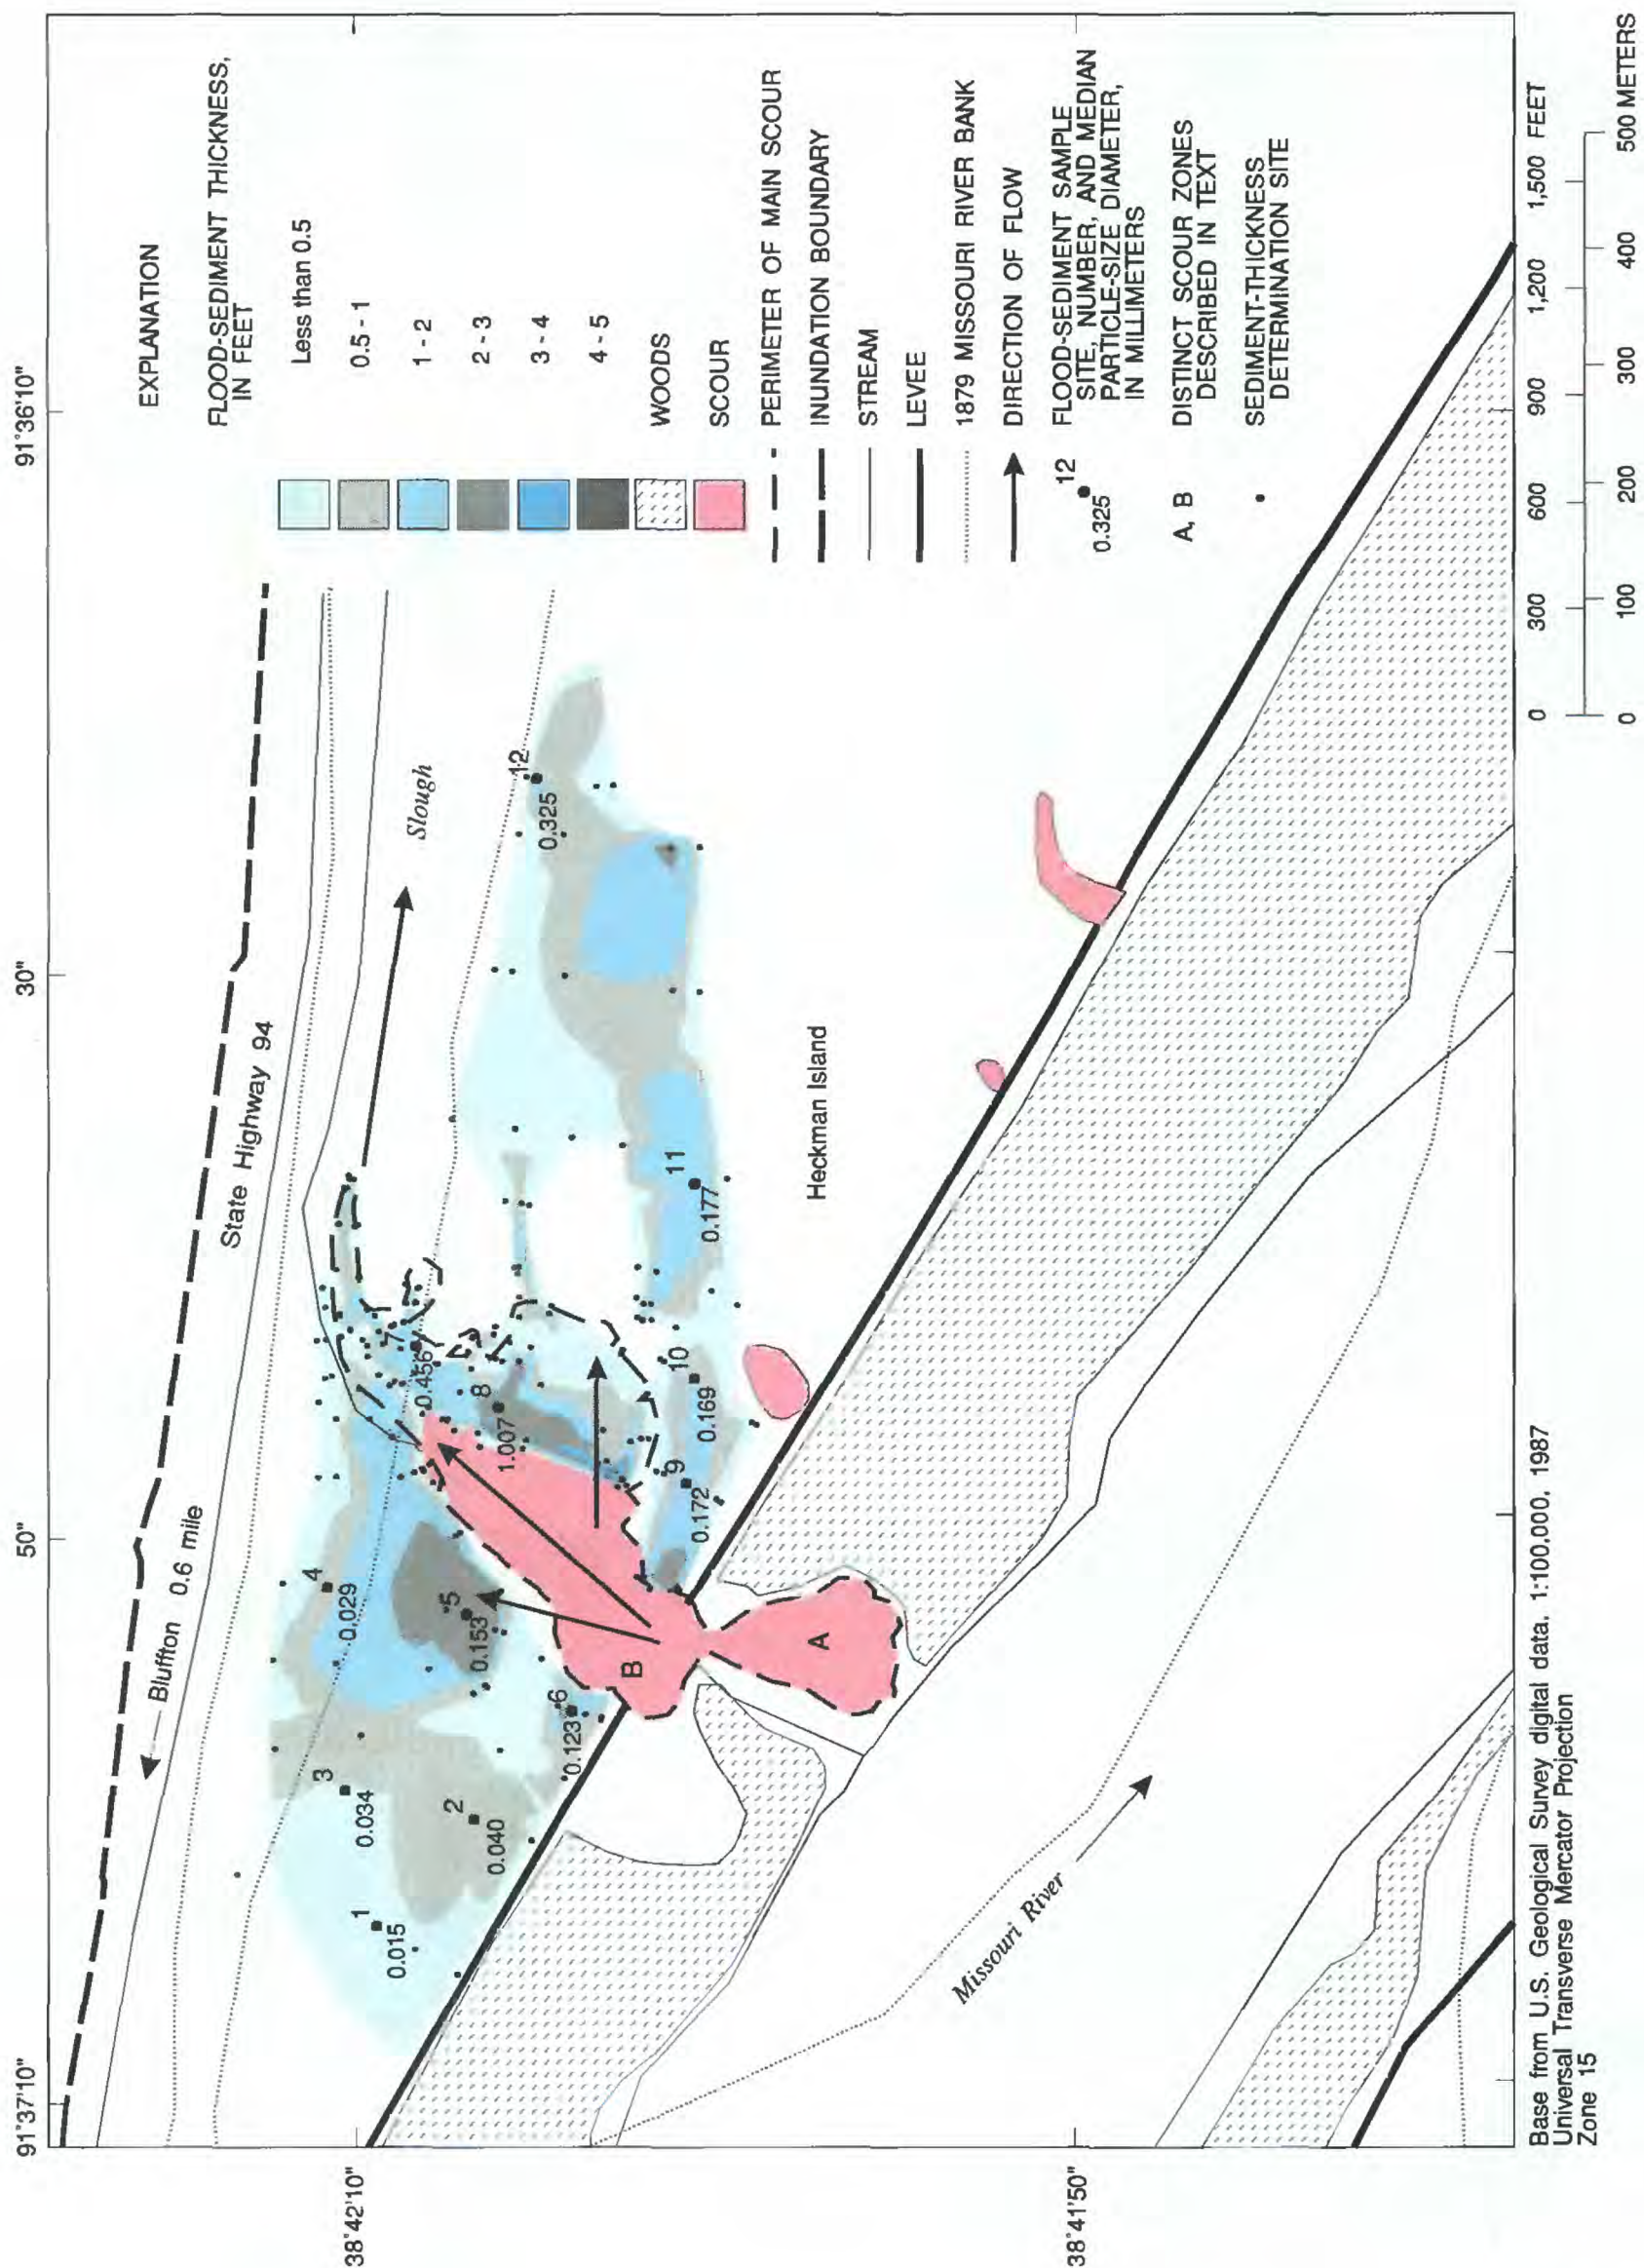 91°37'10"
50"
30"
91°36'10"
38°42'10"
38°41'50"
Bluffton 0.6 mile
State Highway 94
Slough
Heckman Island
Missouri River
1
0.015
2
0.040
3
0.034
4
0.029
5
0.153
6
0.123
7
0.456
8
1.007
9
0.172
10
0.169
11
0.177
12
0.325
A
B
EXPLANATION
FLOOD-SEDIMENT THICKNESS,
IN FEET
Less than 0.5
0.5 - 1
1 - 2
2 - 3
3 - 4
4 - 5
WOODS
SCOUR
PERIMETER OF MAIN SCOUR
INUNDATION BOUNDARY
STREAM
LEVEE
1879 MISSOURI RIVER BANK
DIRECTION OF FLOW
12
0.325
FLOOD-SEDIMENT SAMPLE
SITE, NUMBER, AND MEDIAN
PARTICLE-SIZE DIAMETER,
IN MILLIMETERS
A, B
DISTINCT SCOUR ZONES
DESCRIBED IN TEXT
SEDIMENT-THICKNESS
DETERMINATION SITE
Base from U.S. Geological Survey digital data. 1:100,000, 1987
Universal Transverse Mercator Projection
Zone 15
0 300 600 900 1,200 1,500 FEET
0 100 200 300 400 500 METERS